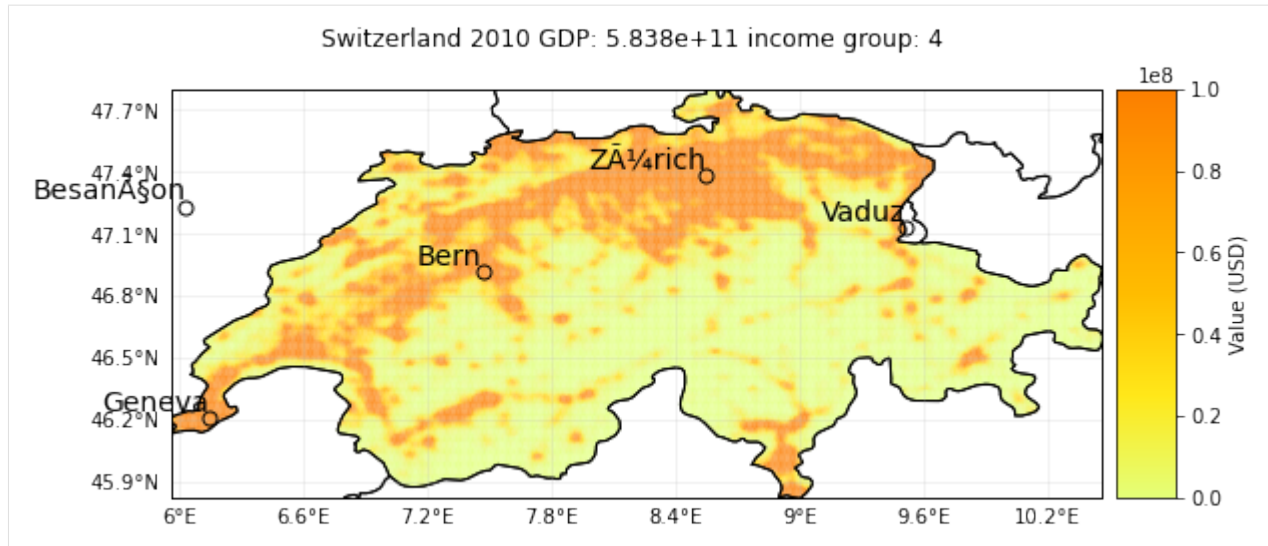 Switzerland 2010 GDP: 5.838e+11 income group: 4
1e8
47.7°N
47.4°N
47.1°N
46.8°N
46.5°N
46.2°N
45.9°N
BesanÃ§on
ZÃ¼rich
Vaduz
Bern
Geneva
1.0
0.8
0.6
0.4
0.2
0.0
Value (USD)
6°E 6.6°E 7.2°E 7.8°E 8.4°E 9°E 9.6°E 10.2°E